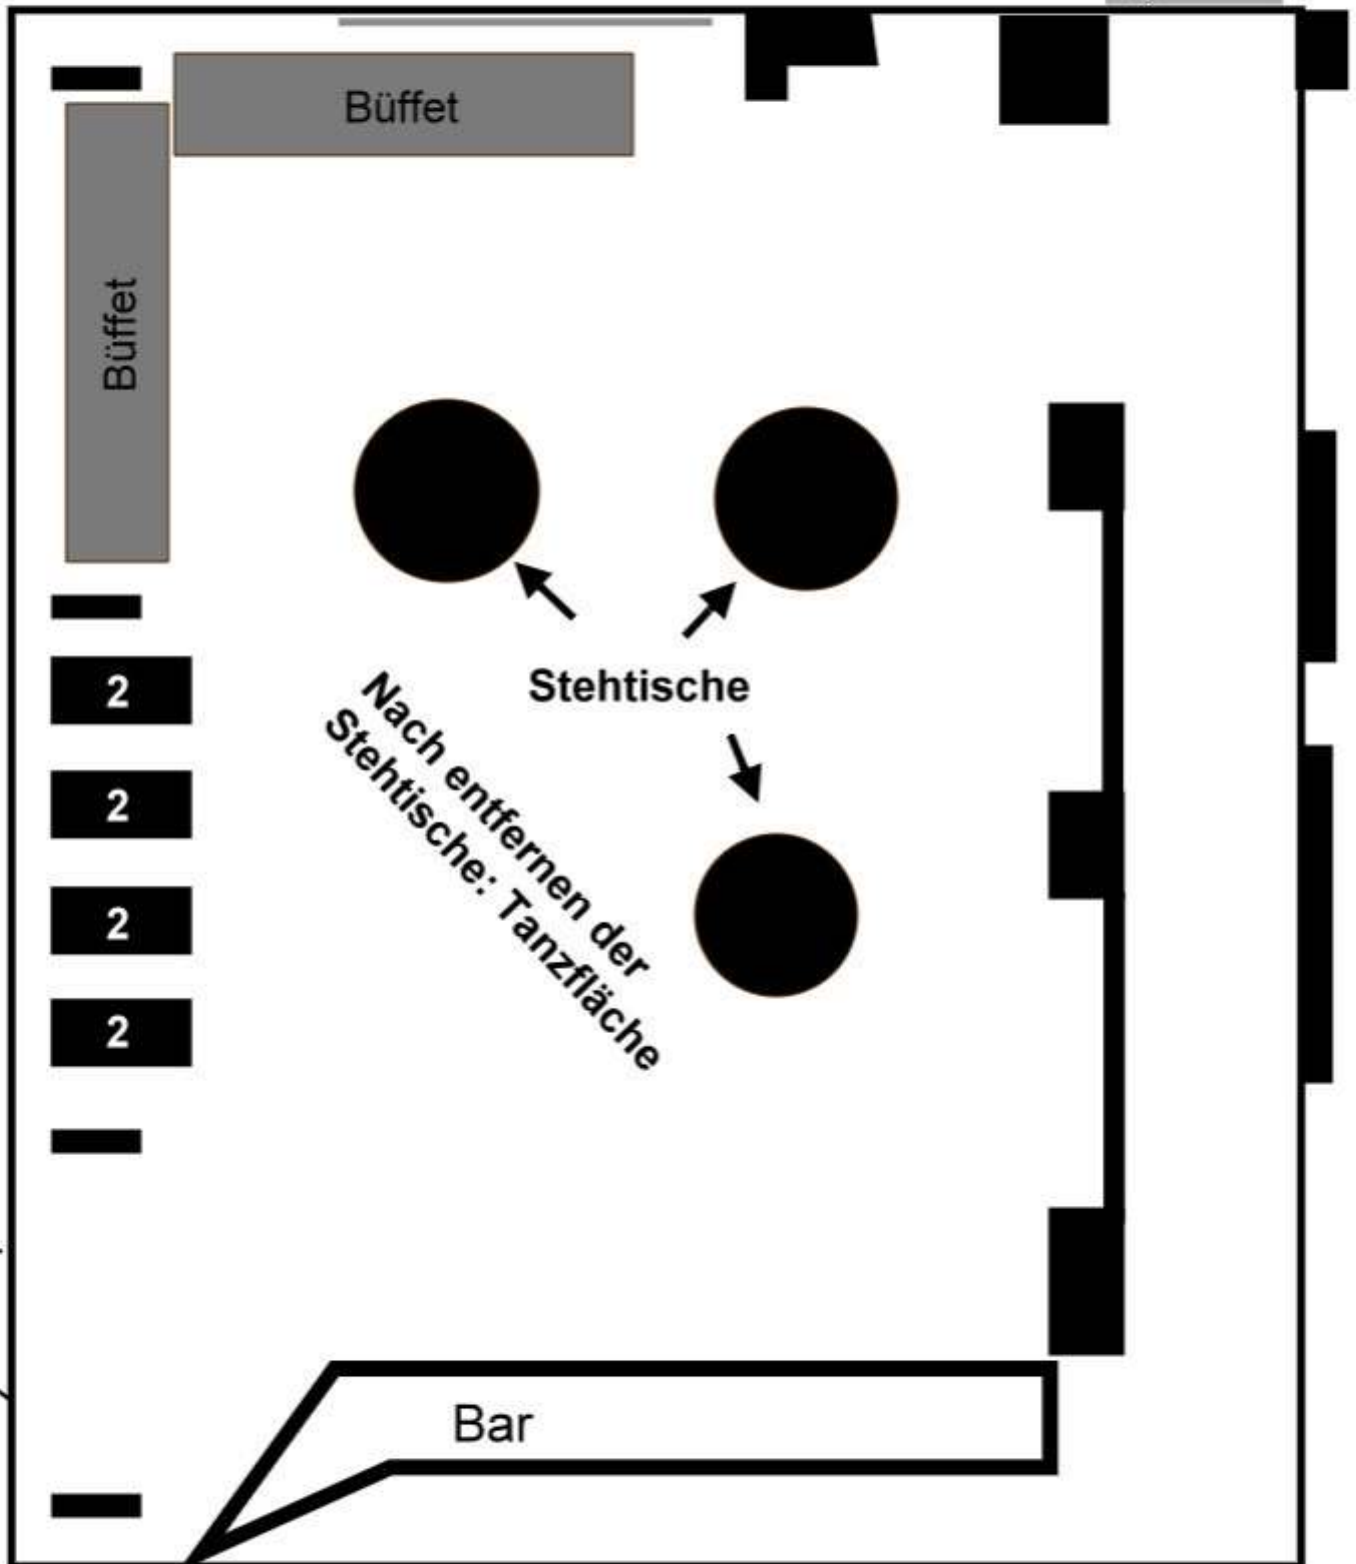 Büffet
Büffet
Stehtische
Nach entfernen der
Stehtische: Tanzfläche
2
2
2
2
Bar